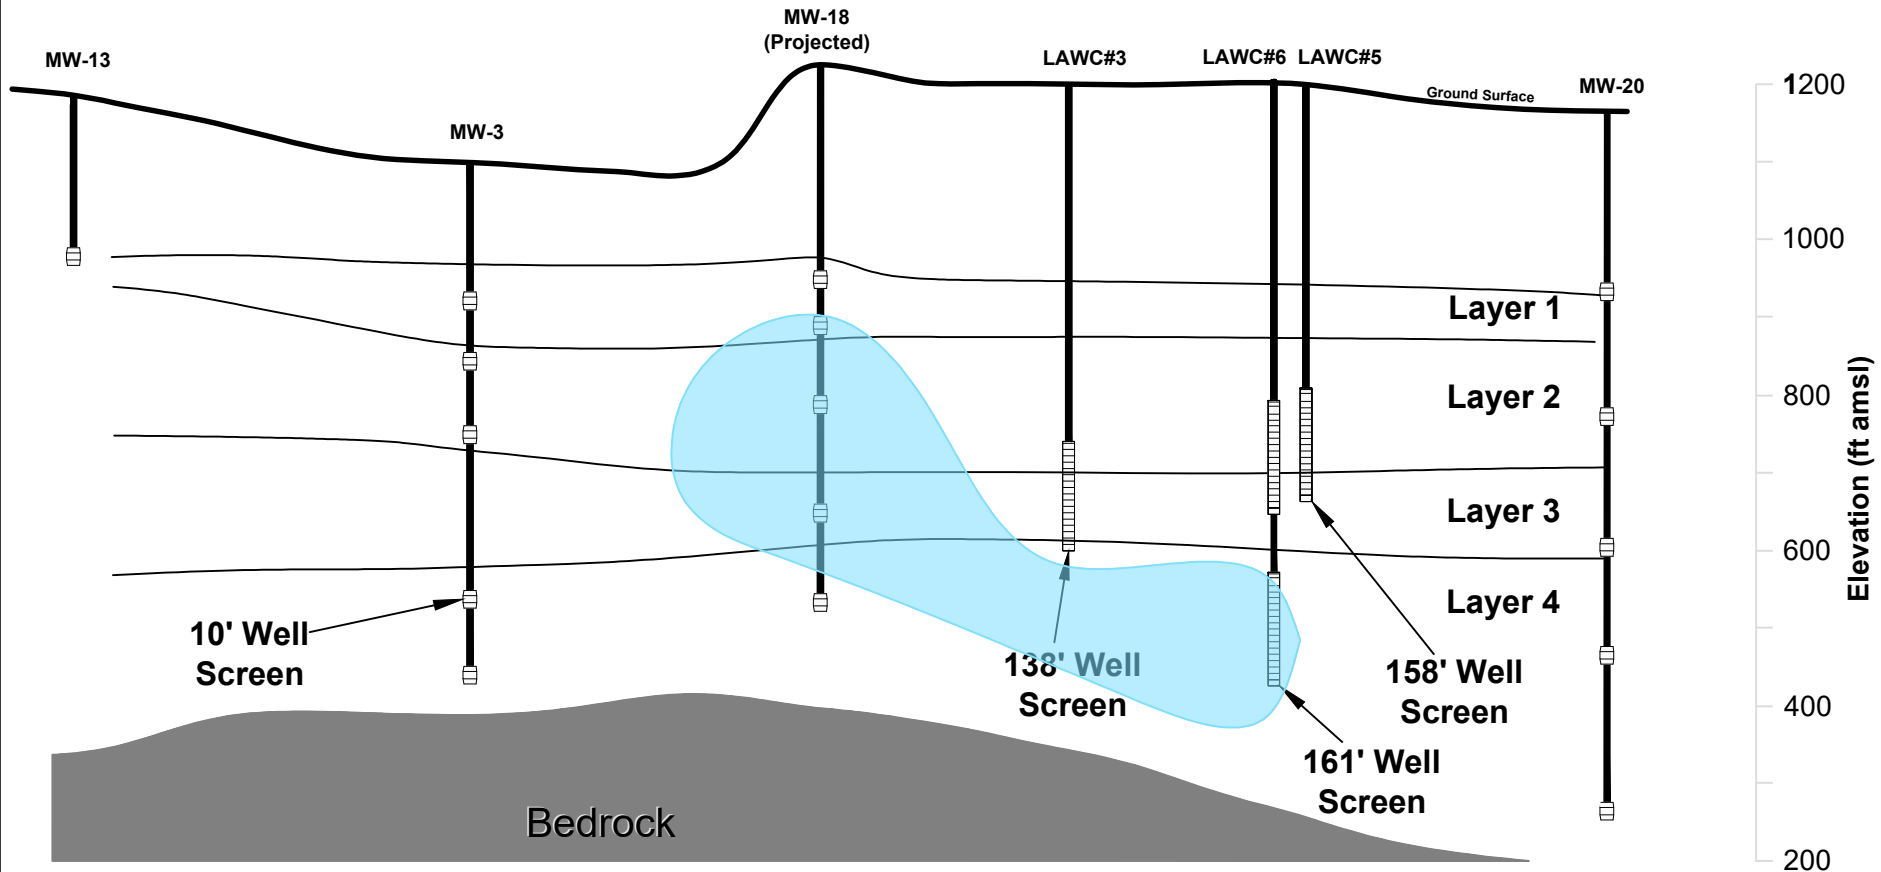 MW-18
(Projected)
MW-13
LAWC#3
LAWC#6
LAWC#5
MW-20
1200
Ground Surface
MW-3
1000
Layer 1
Layer 2
800
Elevation (ft amsl)
Layer 3
600
Layer 4
10' Well
Screen
138' Well
Screen
158' Well
Screen
400
161' Well
Screen
Bedrock
200